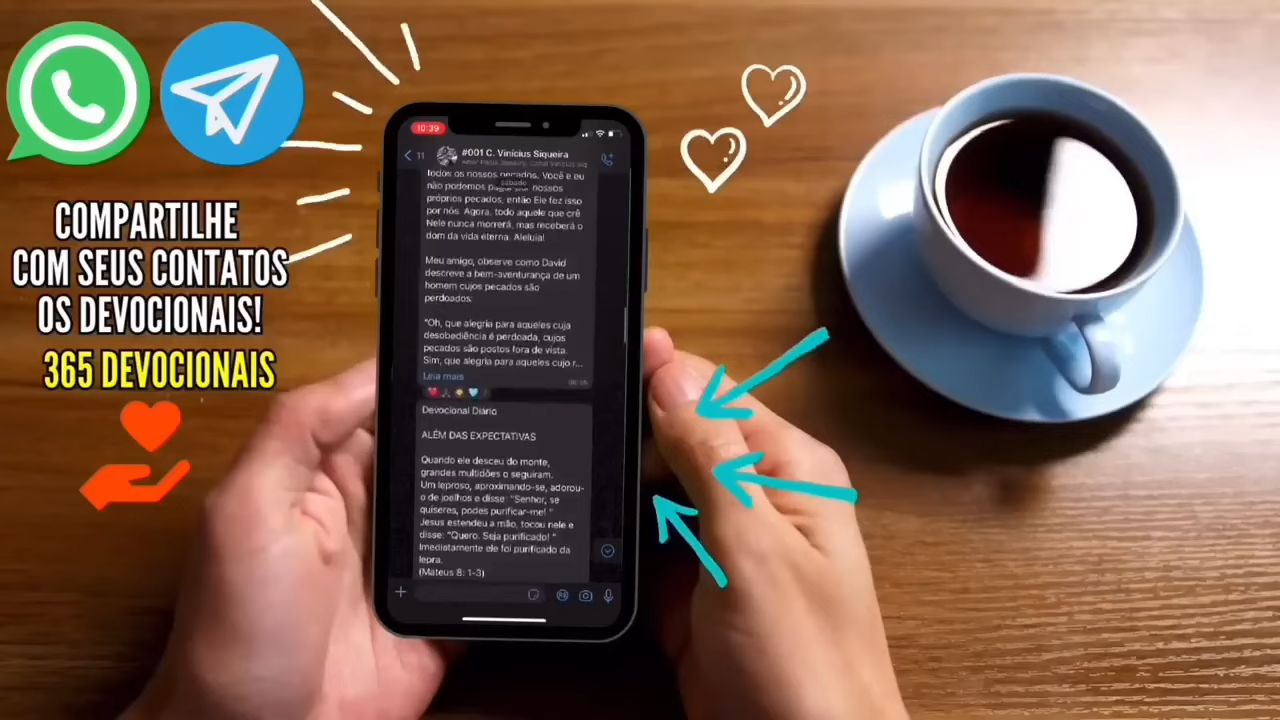 COMPARTILHE
COM SEUS CONTATOS
OS DEVOCIONAIS!
365 DEVOCIONAIS
10:39
11
#001 C. Vinícius Siqueira
todos os nossos pecados. Você e eu
sábado
não podemos nossos
próprios pecados, então Ele fez isso
por nós. Agora, todo aquele que crê
Nele nunca morrerá, mas receberá o
dom da vida eterna. Aleluia!
Meu amigo, observe como David
descreve a bem-aventurança de um
homem cujos pecados são
perdoados:
"Oh, que alegria para aqueles cuja
desobediência é perdoada, cujos
pecados são postos fora de vista.
Sim, que alegria para aqueles cujo r...
Leia mais
Devocional Diário
ALÉM DAS EXPECTATIVAS
Quando ele desceu do monte,
grandes multidões o seguiram.
Um leproso, aproximando-se, adorou-
o de joelhos e disse: "Senhor, se
quiseres, podes purificar-me! "
Jesus estendeu a mão, tocou nele e
disse: "Quero. Seja purificado! "
Imediatamente ele foi purificado da
lepra.
(Mateus 8: 1-3)